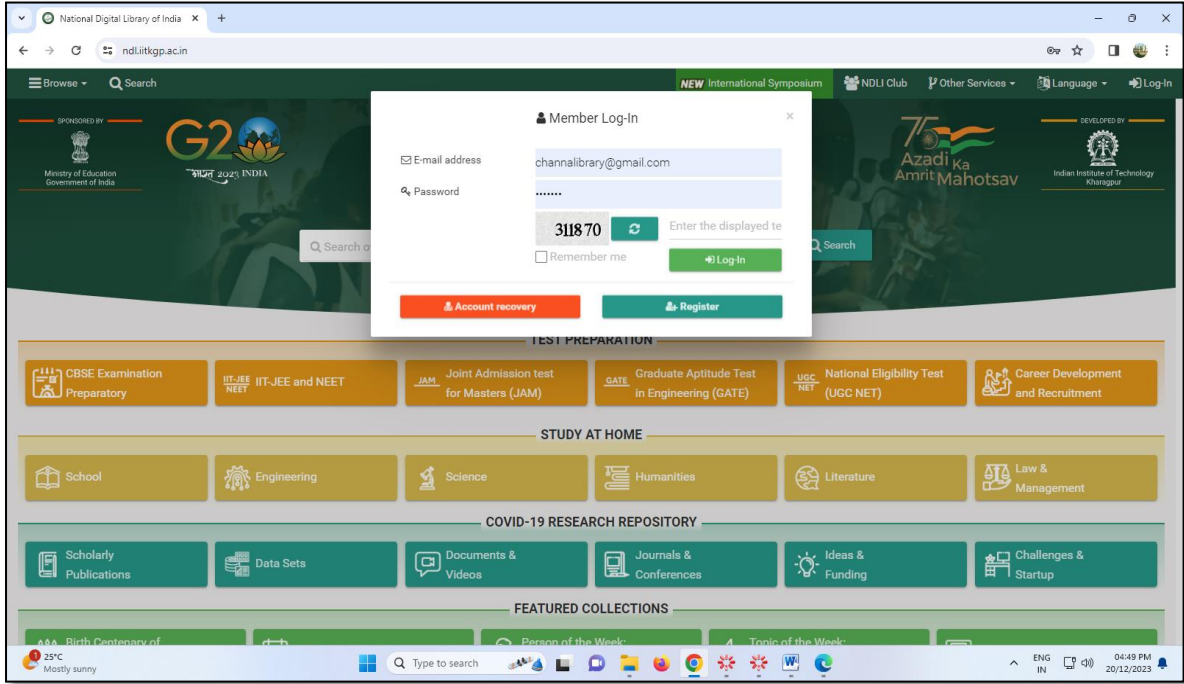 National Digital Library of India
ndl.iitkgp.ac.in
Browse
Search
NEW International Symposium
NDLI Club
Other Services
Language
Log-In
SPONSORED BY
Ministry of Education
Government of India
G2
भारत 2023 INDIA
75
Azadi Ka
Amrit Mahotsav
DEVELOPED BY
Indian Institute of Technology
Kharagpur
Member Log-In
E-mail address
channalibrary@gmail.com
Password
•••••••
311870
Enter the displayed te
Remember me
Log-In
Account recovery
Register
Search o
Search
TEST PREPARATION
CBSE Examination
Preparatory
IIT-JEE
NEET
IIT-JEE and NEET
JAM
Joint Admission test
for Masters (JAM)
GATE
Graduate Aptitude Test
in Engineering (GATE)
UGC
NET
National Eligibility Test
(UGC NET)
Career Development
and Recruitment
STUDY AT HOME
School
Engineering
Science
Humanities
Literature
Law &
Management
COVID-19 RESEARCH REPOSITORY
Scholarly
Publications
Data Sets
Documents &
Videos
Journals &
Conferences
Ideas &
Funding
Challenges &
Startup
FEATURED COLLECTIONS
Birth Centenary of
Person of the Week:
Topic of the Week:
1
25°C
Mostly sunny
Type to search
ENG
IN
04:49 PM
20/12/2023